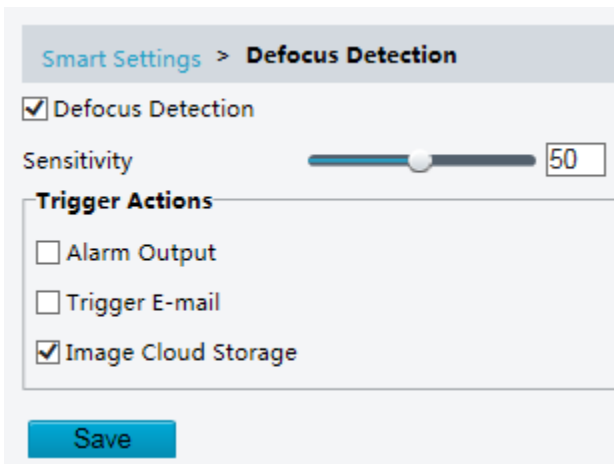 Smart Settings > Defocus Detection
Defocus Detection
Sensitivity 50
Trigger Actions
Alarm Output
Trigger E-mail
Image Cloud Storage
Save